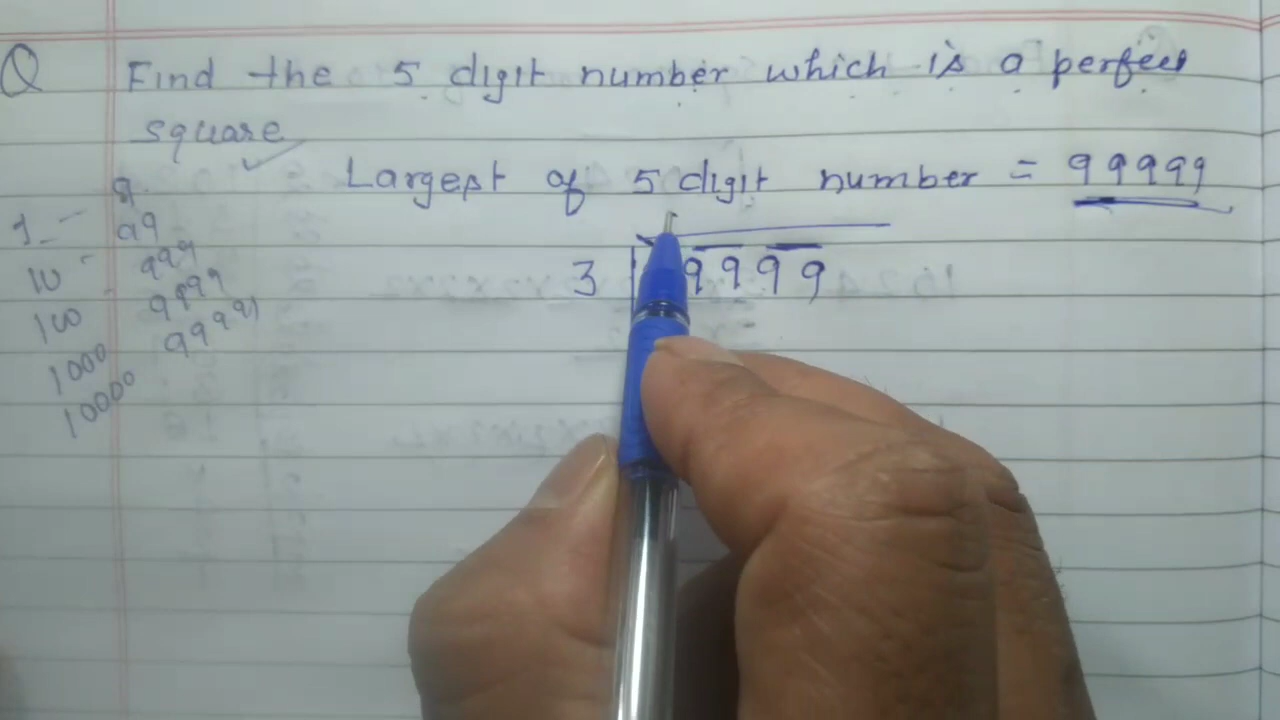 Q Find the 5 digit number which is a perfect
square
Largest of 5 digit number = 99999
9
1 - 99
10 - 999
100 - 9999
1000 99999
10000
3 9999